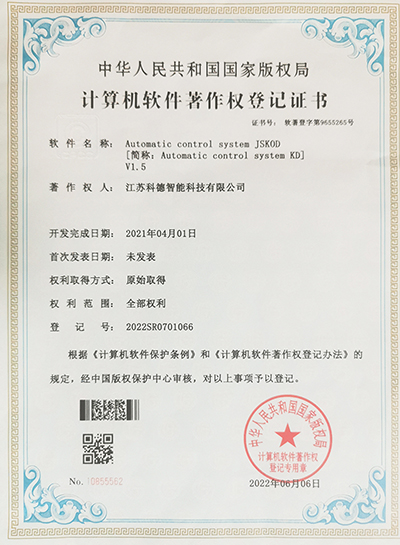 中华人民共和国国家版权局
计算机软件著作权登记证书
证书号: 软著登字第9655265号
软件名称: Automatic control system JSKOD
[简称: Automatic control system KD]
V1.5
著作权人: 江苏科德智能科技有限公司
开发完成日期: 2021年04月01日
首次发表日期: 未发表
权利取得方式: 原始取得
权利范围: 全部权利
登记号: 2022SR0701066
根据《计算机软件保护条例》和《计算机软件著作权登记办法》的
规定,经中国版权保护中心审核,对以上事项予以登记。
中华人民共和国国家版权局
计算机软件著作权
登记专用章
No. 10855562
2022年06月06日